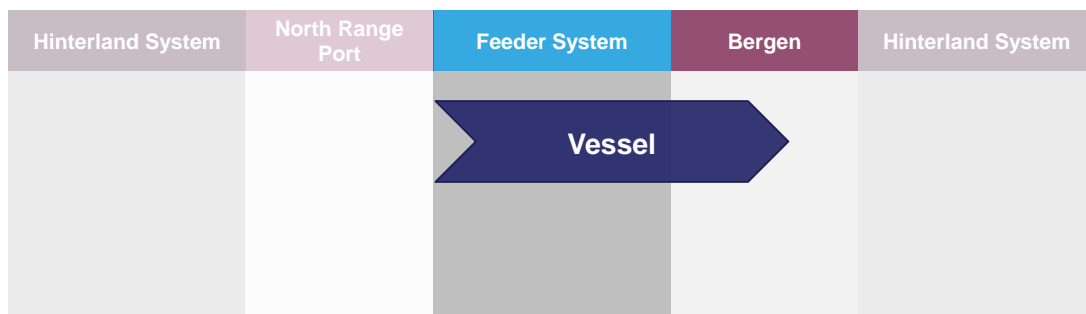 Hinterland System
North Range
Port
Feeder System
Bergen
Hinterland System
Vessel